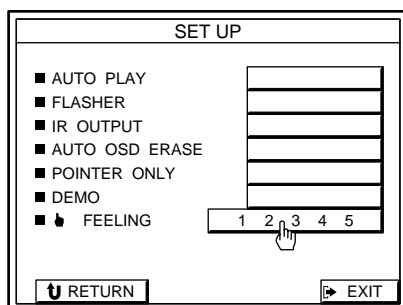 SET UP
AUTO PLAY
FLASHER
IR OUTPUT
AUTO OSD ERASE
POINTER ONLY
DEMO
FEELING 1 2 3 4 5
RETURN EXIT